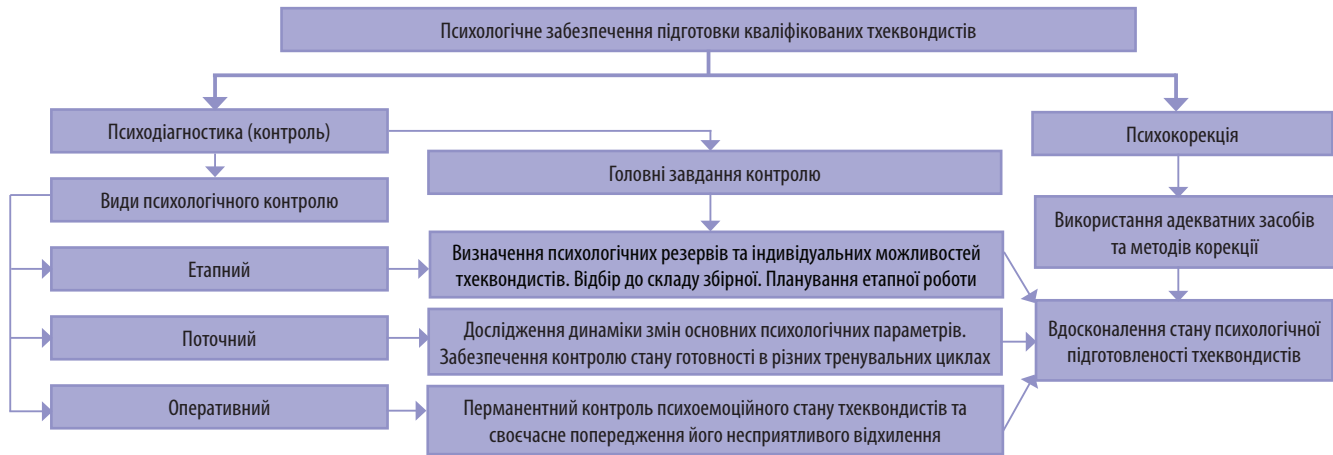 Психологічне забезпечення підготовки кваліфікованих тхеквондистів
Психодіагностика (контроль)
Психокорекція
Головні завдання контролю
Види психологічного контролю
Використання адекватних засобів
та методів корекції
Етапний
Визначення психологічних резервів та індивідуальних можливостей
тхеквондистів. Відбір до складу збірної. Планування етапної роботи
Поточний
Дослідження динаміки змін основних психологічних параметрів.
Забезпечення контролю стану готовності в різних тренувальних циклах
Вдосконалення стану психологічної
підготовленості тхеквондистів
Оперативний
Перманентний контроль психоемоційного стану тхеквондистів та
своєчасне попередження його несприятливого відхилення